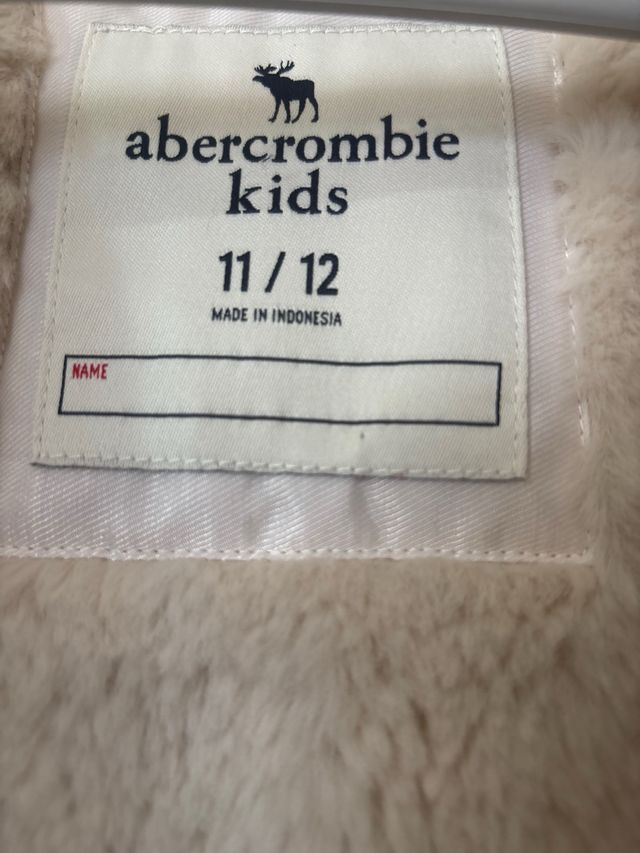 abercrombie
kids
11 / 12
MADE IN INDONESIA
NAME